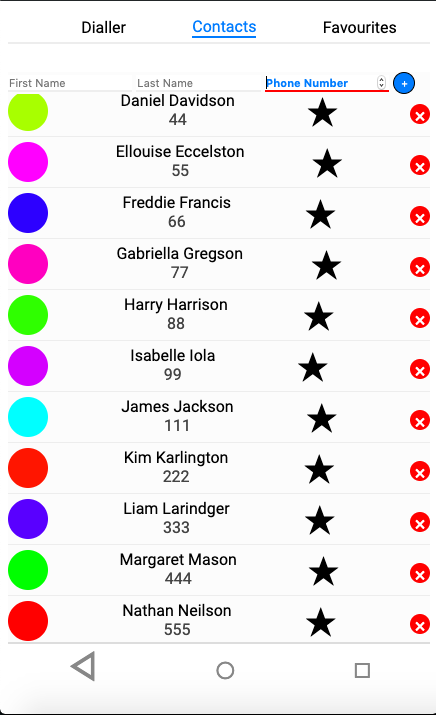 Dialler Contacts Favourites
First Name Last Name Phone Number +
Daniel Davidson
44
Ellouise Eccelston
55
Freddie Francis
66
Gabriella Gregson
77
Harry Harrison
88
Isabelle Iola
99
James Jackson
111
Kim Karlington
222
Liam Larindger
333
Margaret Mason
444
Nathan Neilson
555